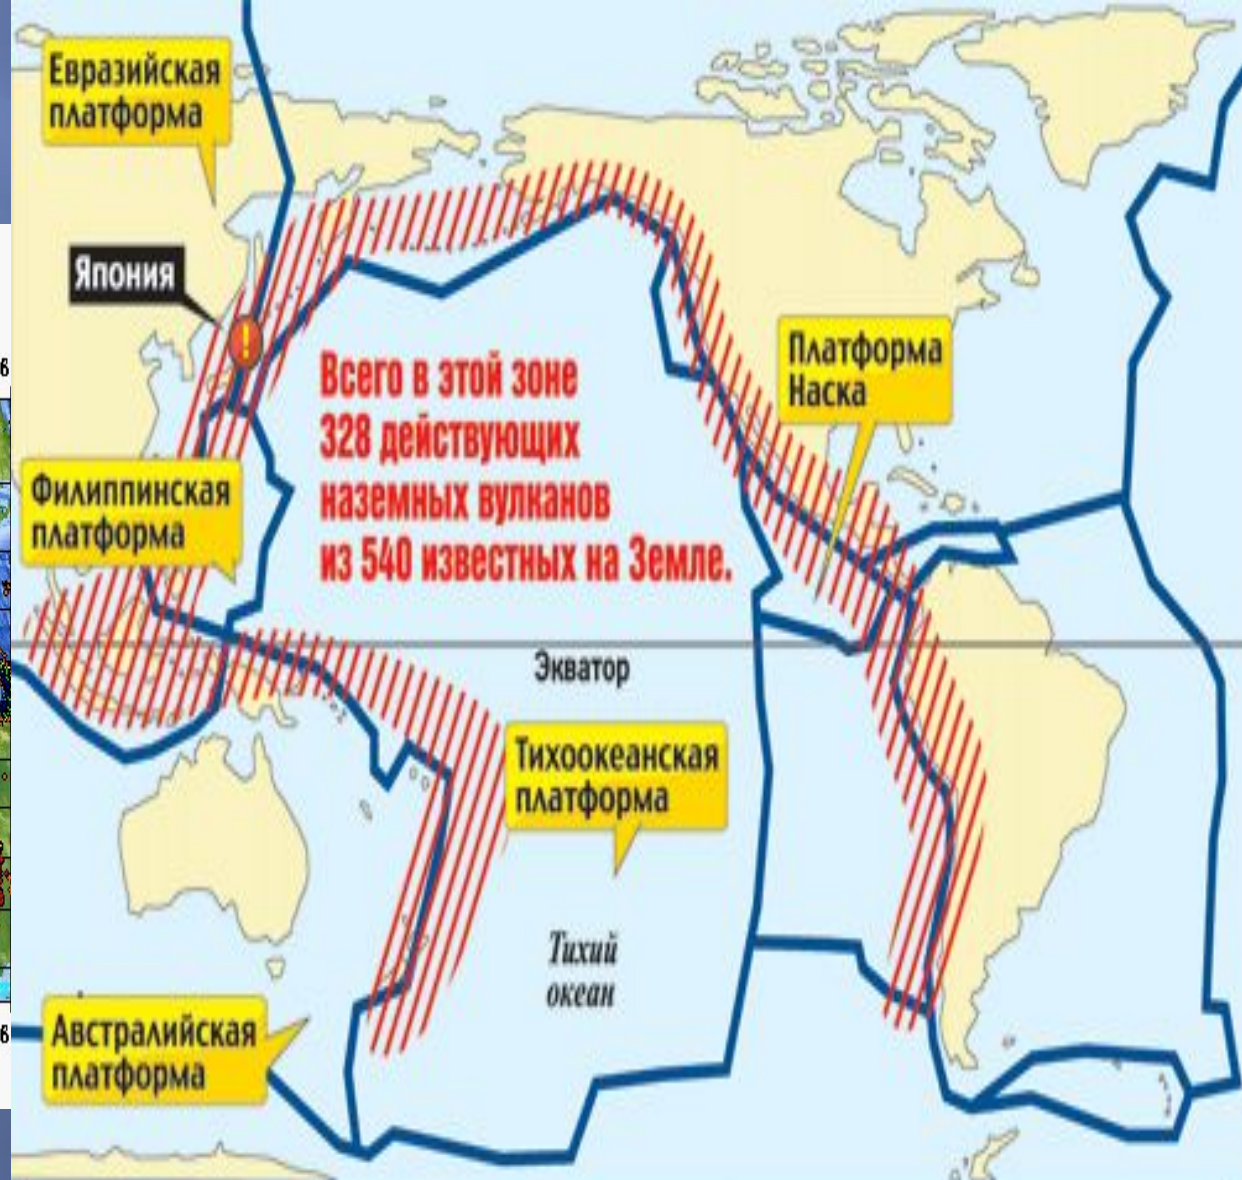 Евразийская
платформа
Япония
Платформа
Наска
Всего в этой зоне
328 действующих
наземных вулканов
из 540 известных на Земле.
Филиппинская
платформа
Экватор
Тихоокеанская
платформа
Тихий
океан
Австралийская
платформа